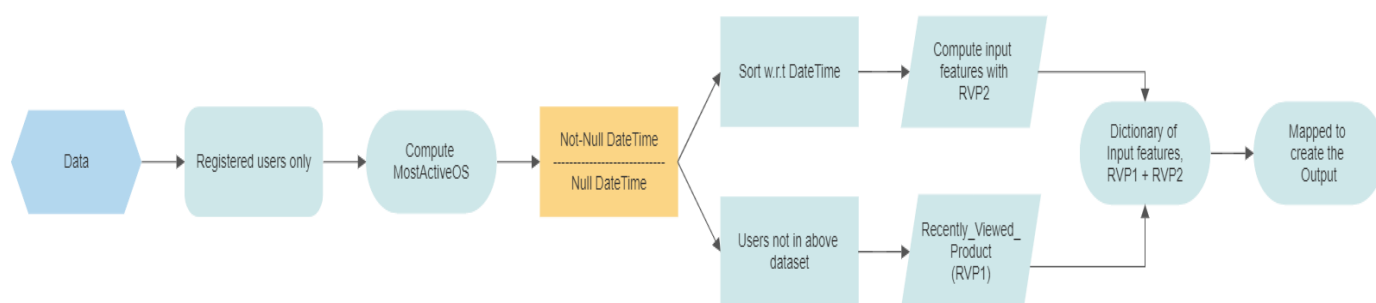 Data
Registered users only
Compute
MostActiveOS
Not-Null DateTime
Null DateTime
Sort w.r.t DateTime
Compute input
features with
RVP2
Users not in above
dataset
Recently_Viewed_
Product
(RVP1)
Dictionary of
Input features,
RVP1 + RVP2
Mapped to
create the
Output